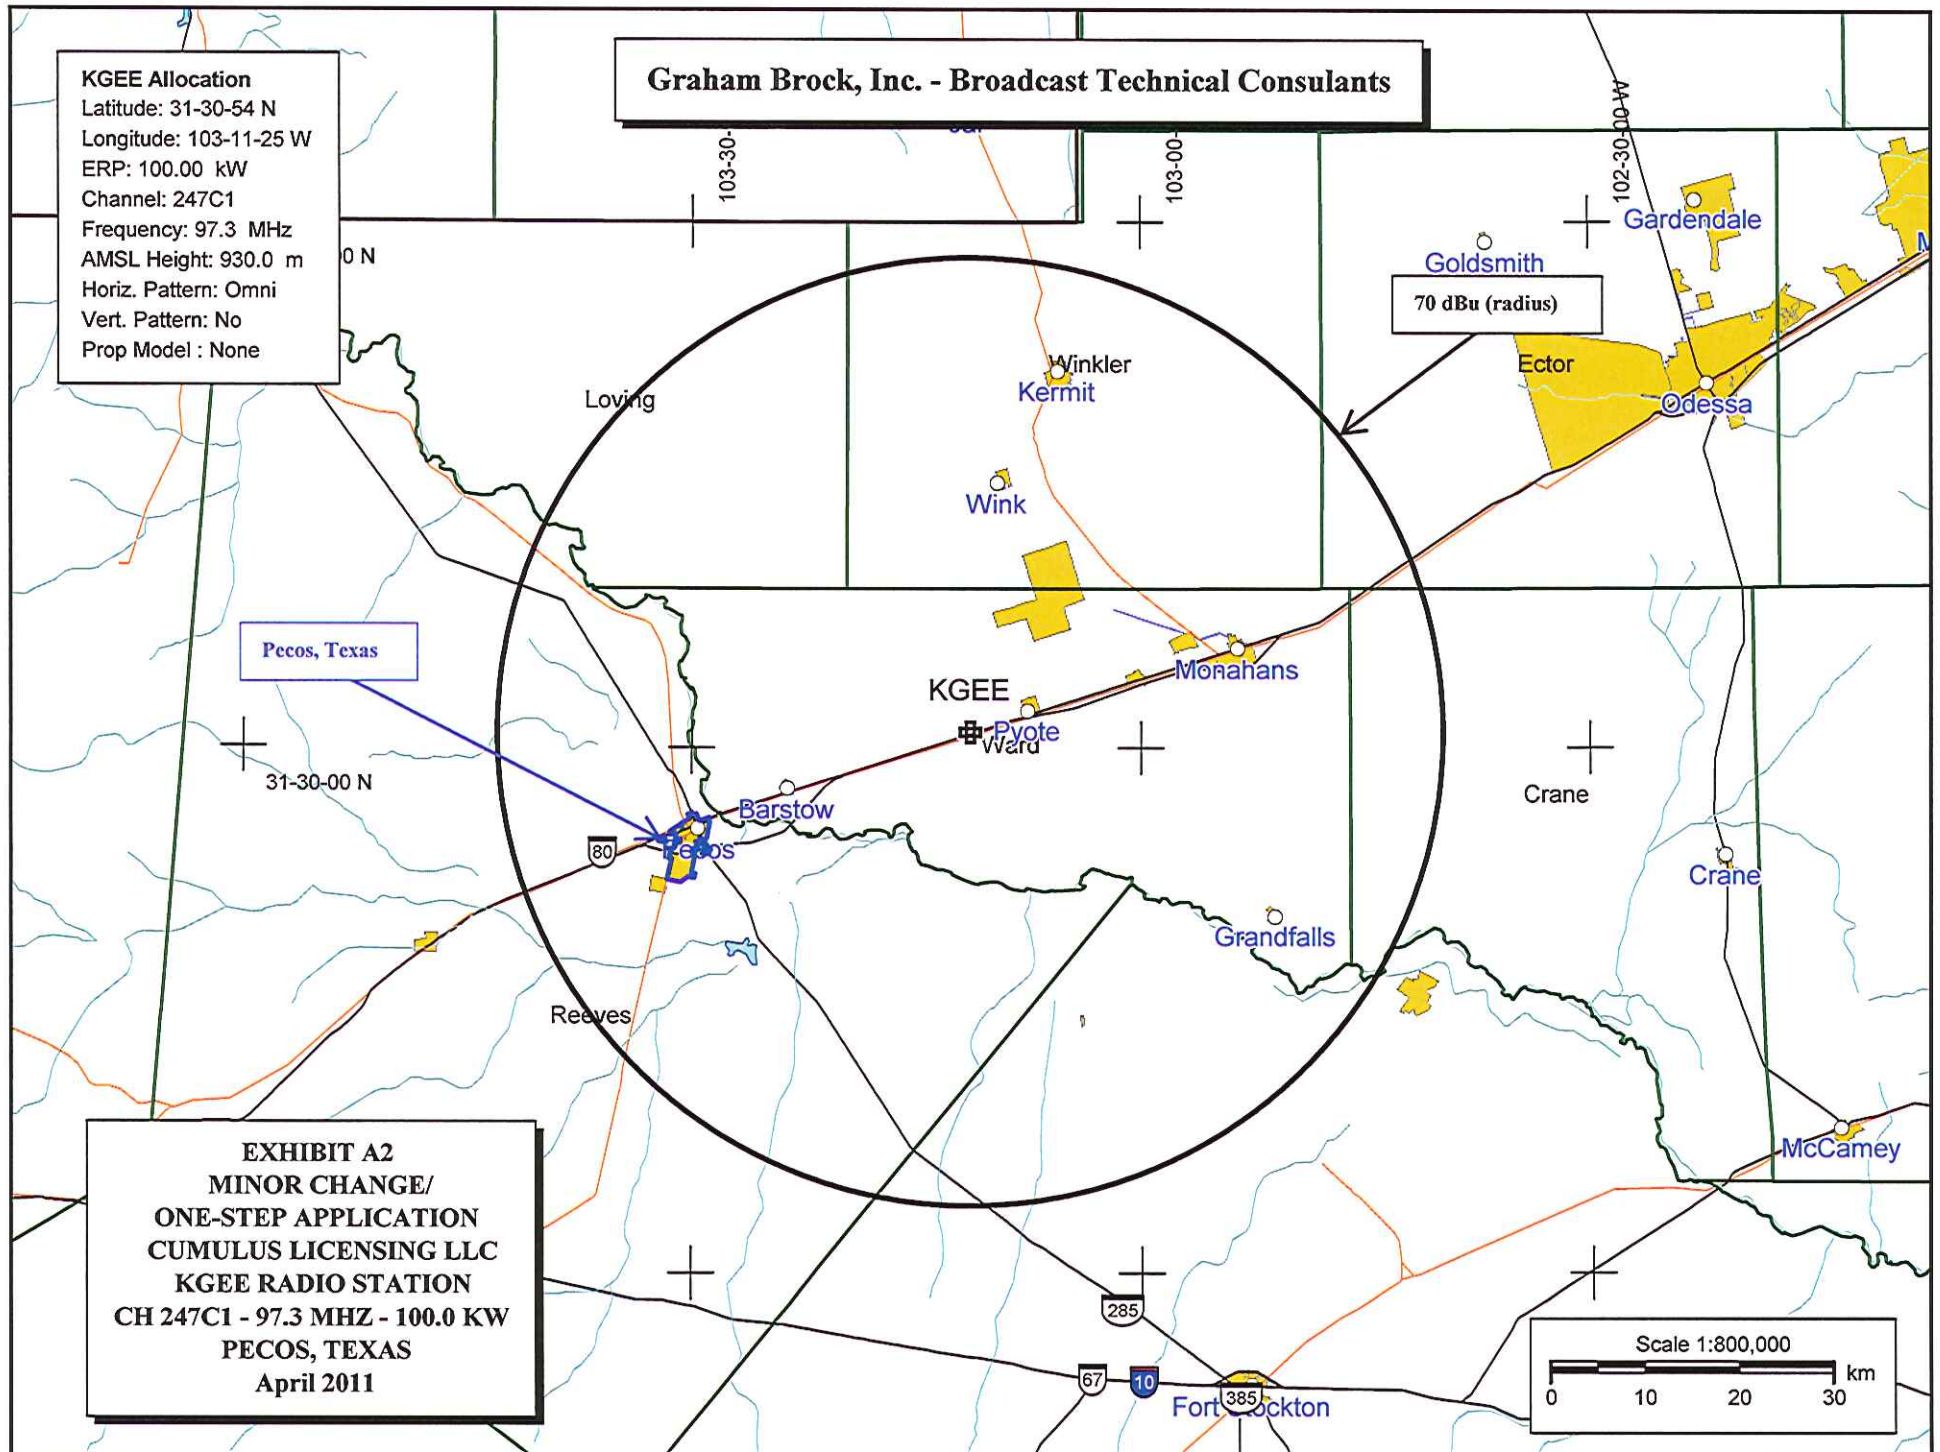 KGEE Allocation
Latitude: 31-30-54 N
Longitude: 103-11-25 W
ERP: 100.00 kW
Channel: 247C1
Frequency: 97.3 MHz
AMSL Height: 930.0 m
Horiz. Pattern: Omni
Vert. Pattern: No
Prop Model : None
Graham Brock, Inc. - Broadcast Technical Consulants
103-30-
103-00-
102-30-00 W
00 N
Gardendale
Goldsmith
M
70 dBu (radius)
Winkler
Kermit
Ector
Loving
Odessa
Wink
Pecos, Texas
Monahans
KGEE
Pyote
Ward
31-30-00 N
Barstow
Crane
80
Pecos
Crane
Grandfalls
Reeves
McCamey
EXHIBIT A2
MINOR CHANGE/
ONE-STEP APPLICATION
CUMULUS LICENSING LLC
KGEE RADIO STATION
CH 247C1 - 97.3 MHZ - 100.0 KW
PECOS, TEXAS
April 2011
285
67
10
385
Fort Stockton
Scale 1:800,000
km
0 10 20 30